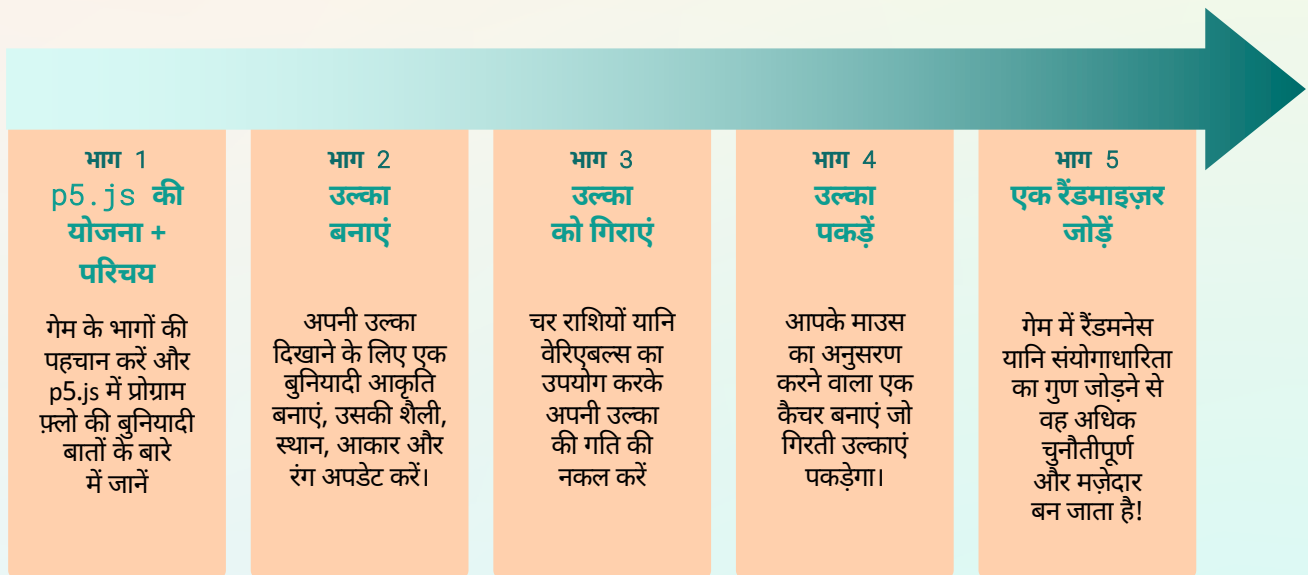 भाग 1
p5.js की
योजना +
परिचय
गेम के भागों की
पहचान करें और
p5.js में प्रोग्राम
फ़्लो की बुनियादी
बातों के बारे
में जानें
भाग 2
उल्का
बनाएं
अपनी उल्का
दिखाने के लिए एक
बुनियादी आकृति
बनाएं, उसकी शैली,
स्थान, आकार और
रंग अपडेट करें।
भाग 3
उल्का
को गिराएं
चर राशियों यानि
वेरिएबल्स का
उपयोग करके
अपनी उल्का
की गति की
नकल करें
भाग 4
उल्का
पकड़ें
आपके माउस
का अनुसरण
करने वाला एक
कैचर बनाएं जो
गिरती उल्काएं
पकड़ेगा।
भाग 5
एक रैंडमाइज़र
जोड़ें
गेम में रैंडमनेस
यानि संयोगाधारिता
का गुण जोड़ने से
वह अधिक
चुनौतीपूर्ण
और मज़ेदार
बन जाता है!